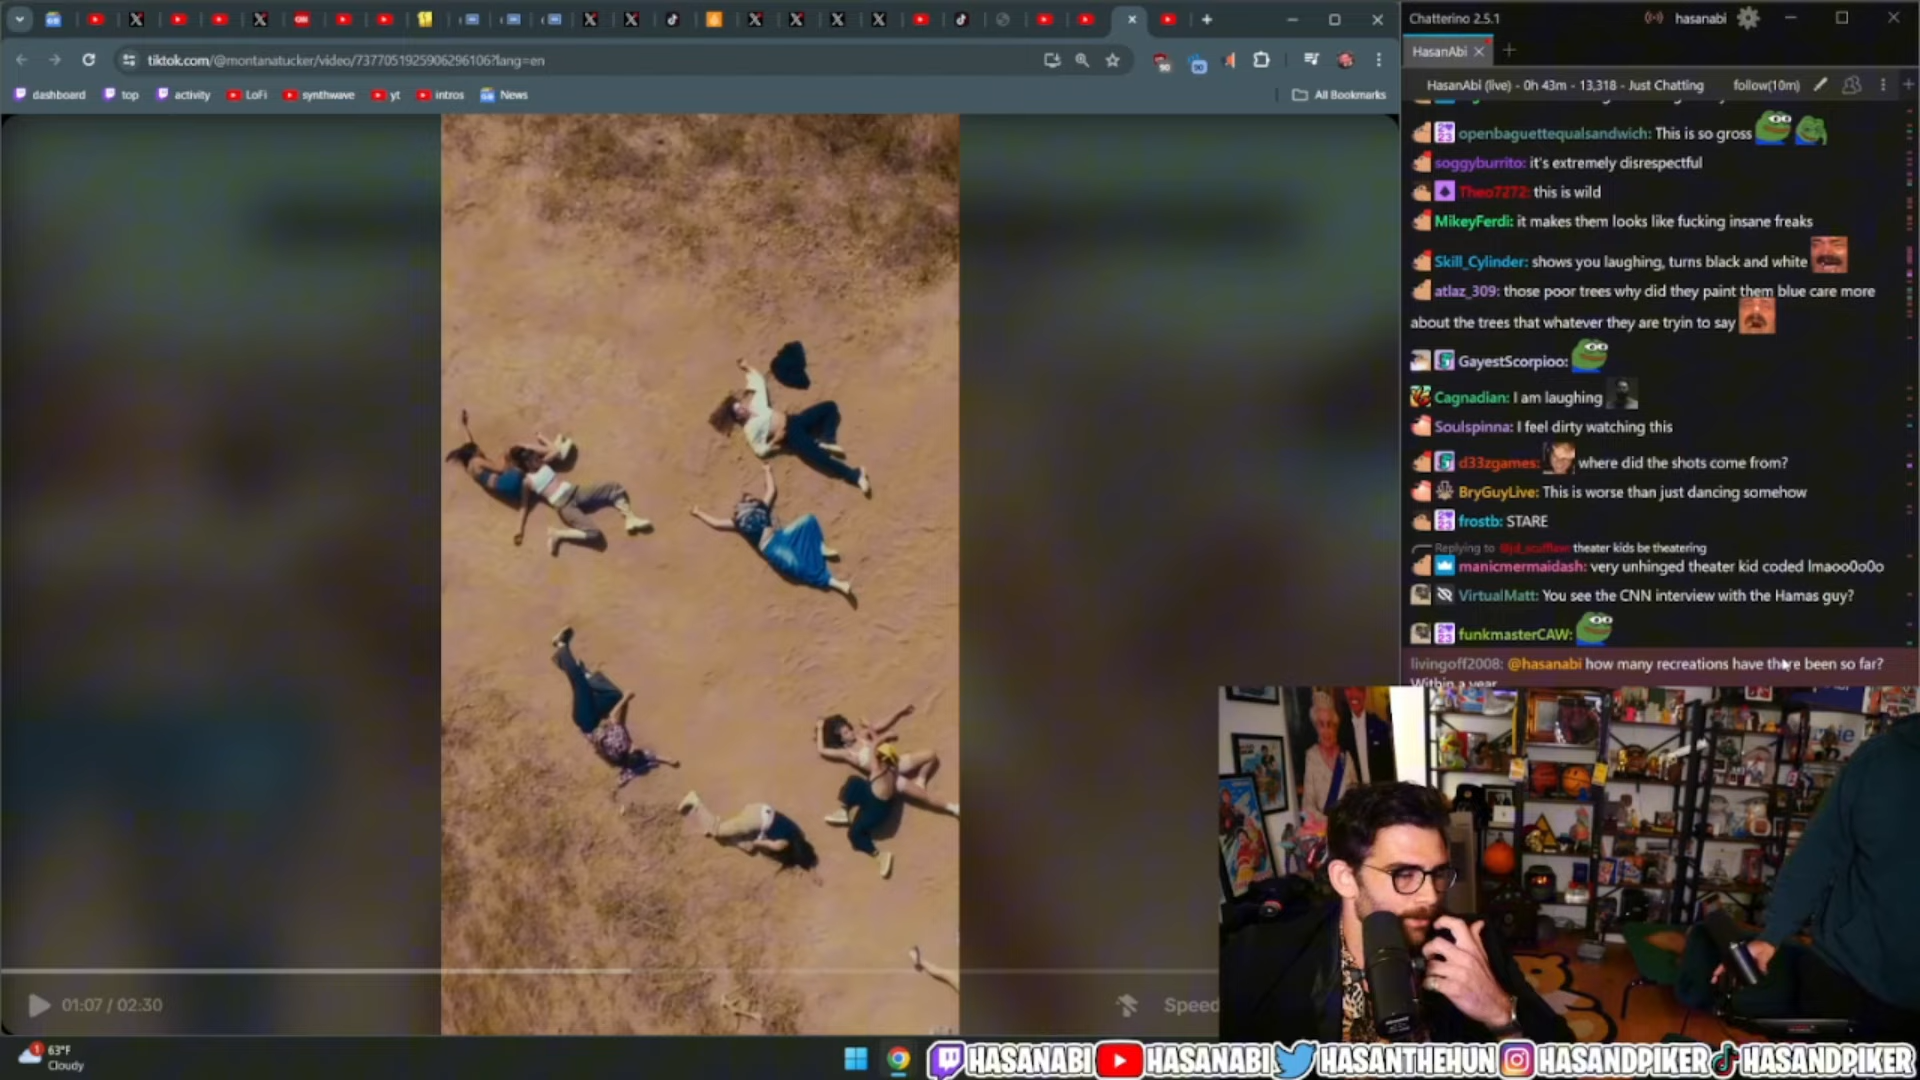 Chatterino 2.5.1
hasanabi
tiktok.com/@montanatucker/video/7377051925906296106?lang=en
HasanAbi
dashboard top activity LoFi synthwave yt intros News
All Bookmarks
HasanAbi (live) - 0h 43m - 13,318 - Just Chatting
follow(10m)
openbaguettequalsandwich: This is so gross
soggyburrito: it's extremely disrespectful
Theo7272: this is wild
MikeyFerdi: it makes them looks like fucking insane freaks
Skill_Cylinder: shows you laughing, turns black and white
atlaz_309: those poor trees why did they paint them blue care more
about the trees that whatever they are tryin to say
GayestScorpioo:
Cagnadian: I am laughing
Soulspinna: I feel dirty watching this
d33zgames: where did the shots come from?
BryGuyLive: This is worse than just dancing somehow
frostb: STARE
Replying to theater kids be theatering
manicmermaidash: very unhinged theater kid coded lmaoo0o0o
VirtualMatt: You see the CNN interview with the Hamas guy?
funkmasterCAW:
livingoff2008: @hasanabi how many recreations have there been so far?
Within a year
01:07 / 02:30
Speed
63°F
Cloudy
HASANABI HASANABI HASANTHEHUN HASANDPIKER HASANDPIKER